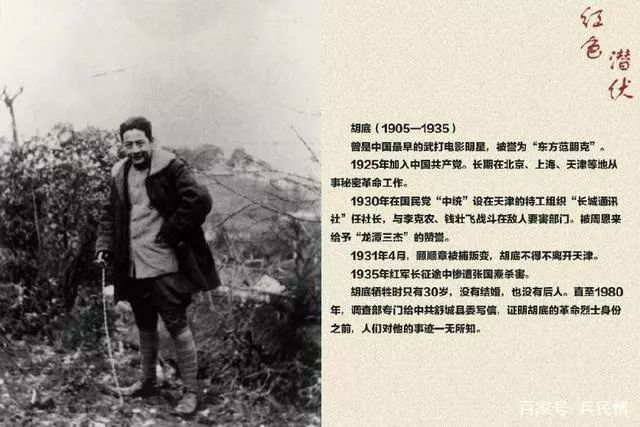 红色
潜伏
胡底（1905—1935）
曾是中国最早的武打电影明星，被誉为“东方范朋克”。
1925年加入中国共产党。长期在北京、上海、天津等地从
事秘密革命工作。
1930年在国民党“中统”设在天津的特工组织“长城通讯
社”任社长，与李克农、钱壮飞战斗在敌人要害部门。被周恩来
给予“龙潭三杰”的赞誉。
1931年4月，顾顺章被捕叛变，胡底不得不离开天津。
1935年红军长征途中惨遭张国焘杀害。
胡底牺牲时只有30岁，没有结婚，也没有后人。直至1980
年，调查部专门给中共舒城县委写信，证明胡底的革命烈士身份
之前，人们对他的事迹一无所知。
百家号/兵民情